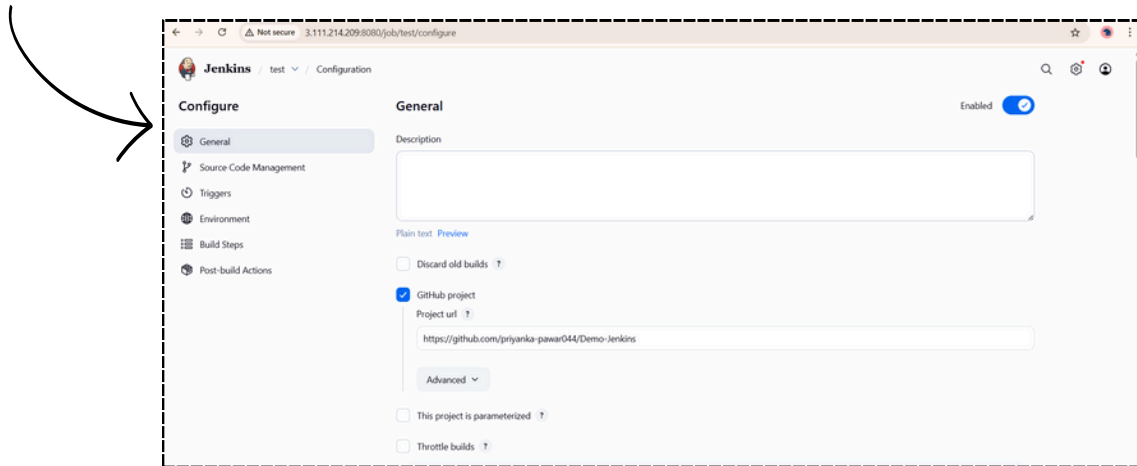 Not secure 3.111.214.209:8080/job/test/configure
Jenkins / test / Configuration
Configure
General
Source Code Management
Triggers
Environment
Build Steps
Post-build Actions
General
Enabled
Description
Plain text Preview
Discard old builds ?
GitHub project
Project url ?
https://github.com/priyanka-pawar044/Demo-Jenkins
Advanced
This project is parameterized ?
Throttle builds ?